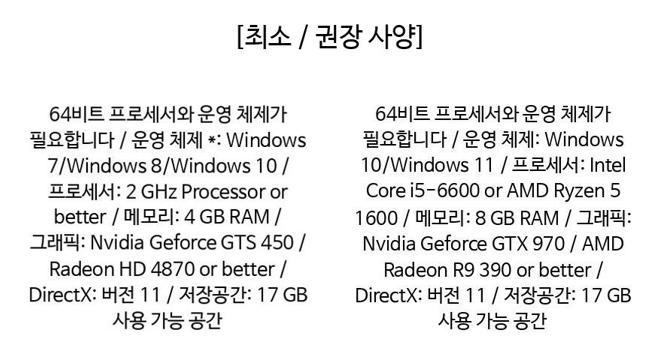 [최소 / 권장 사양]
64비트 프로세서와 운영 체제가
필요합니다 / 운영 체제 *: Windows
7/Windows 8/Windows 10 /
프로세서: 2 GHz Processor or
better / 메모리: 4 GB RAM /
그래픽: Nvidia Geforce GTS 450 /
Radeon HD 4870 or better /
DirectX: 버전 11 / 저장공간: 17 GB
사용 가능 공간
64비트 프로세서와 운영 체제가
필요합니다 / 운영 체제: Windows
10/Windows 11 / 프로세서: Intel
Core i5-6600 or AMD Ryzen 5
1600 / 메모리: 8 GB RAM / 그래픽:
Nvidia Geforce GTX 970 / AMD
Radeon R9 390 or better /
DirectX: 버전 11 / 저장공간: 17 GB
사용 가능 공간